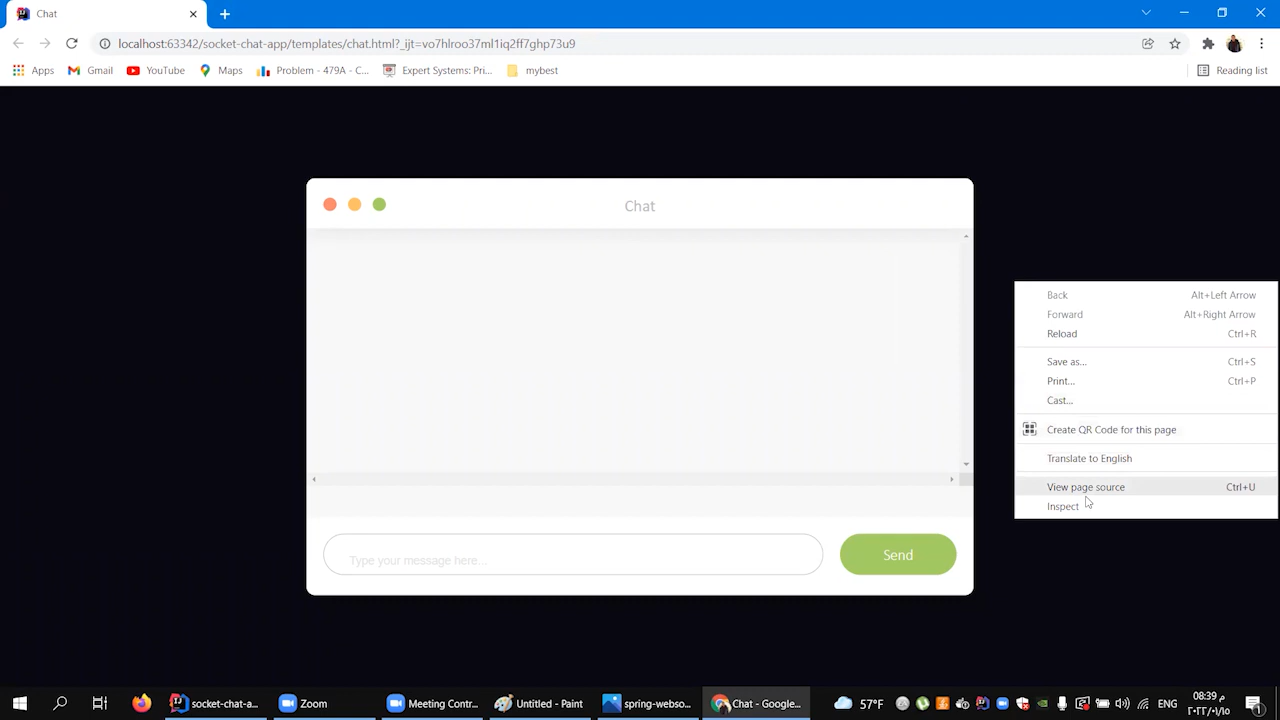 Chat
localhost:63342/socket-chat-app/templates/chat.html?_ijt=vo7hlroo37ml1iq2ff7ghp73u9
Apps Gmail YouTube Maps Problem - 479A - C... Expert Systems: Pri... mybest Reading list
Chat
Back Alt+Left Arrow
Forward Alt+Right Arrow
Reload Ctrl+R
Save as... Ctrl+S
Print... Ctrl+P
Cast...
Create QR Code for this page
Translate to English
View page source Ctrl+U
Inspect
Type your message here...
Send
socket-chat-a... Zoom Meeting Contr... Untitled - Paint spring-webso... Chat - Google... 57°F ENG
08:39 م